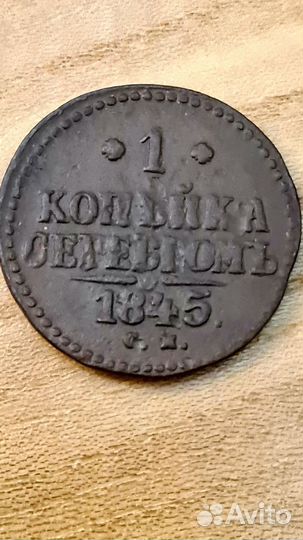 1
КОПѢЙКА
СЕРЕБРОМЪ
1845.
С. М.
Avito